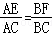 AE/AC = BF/BC